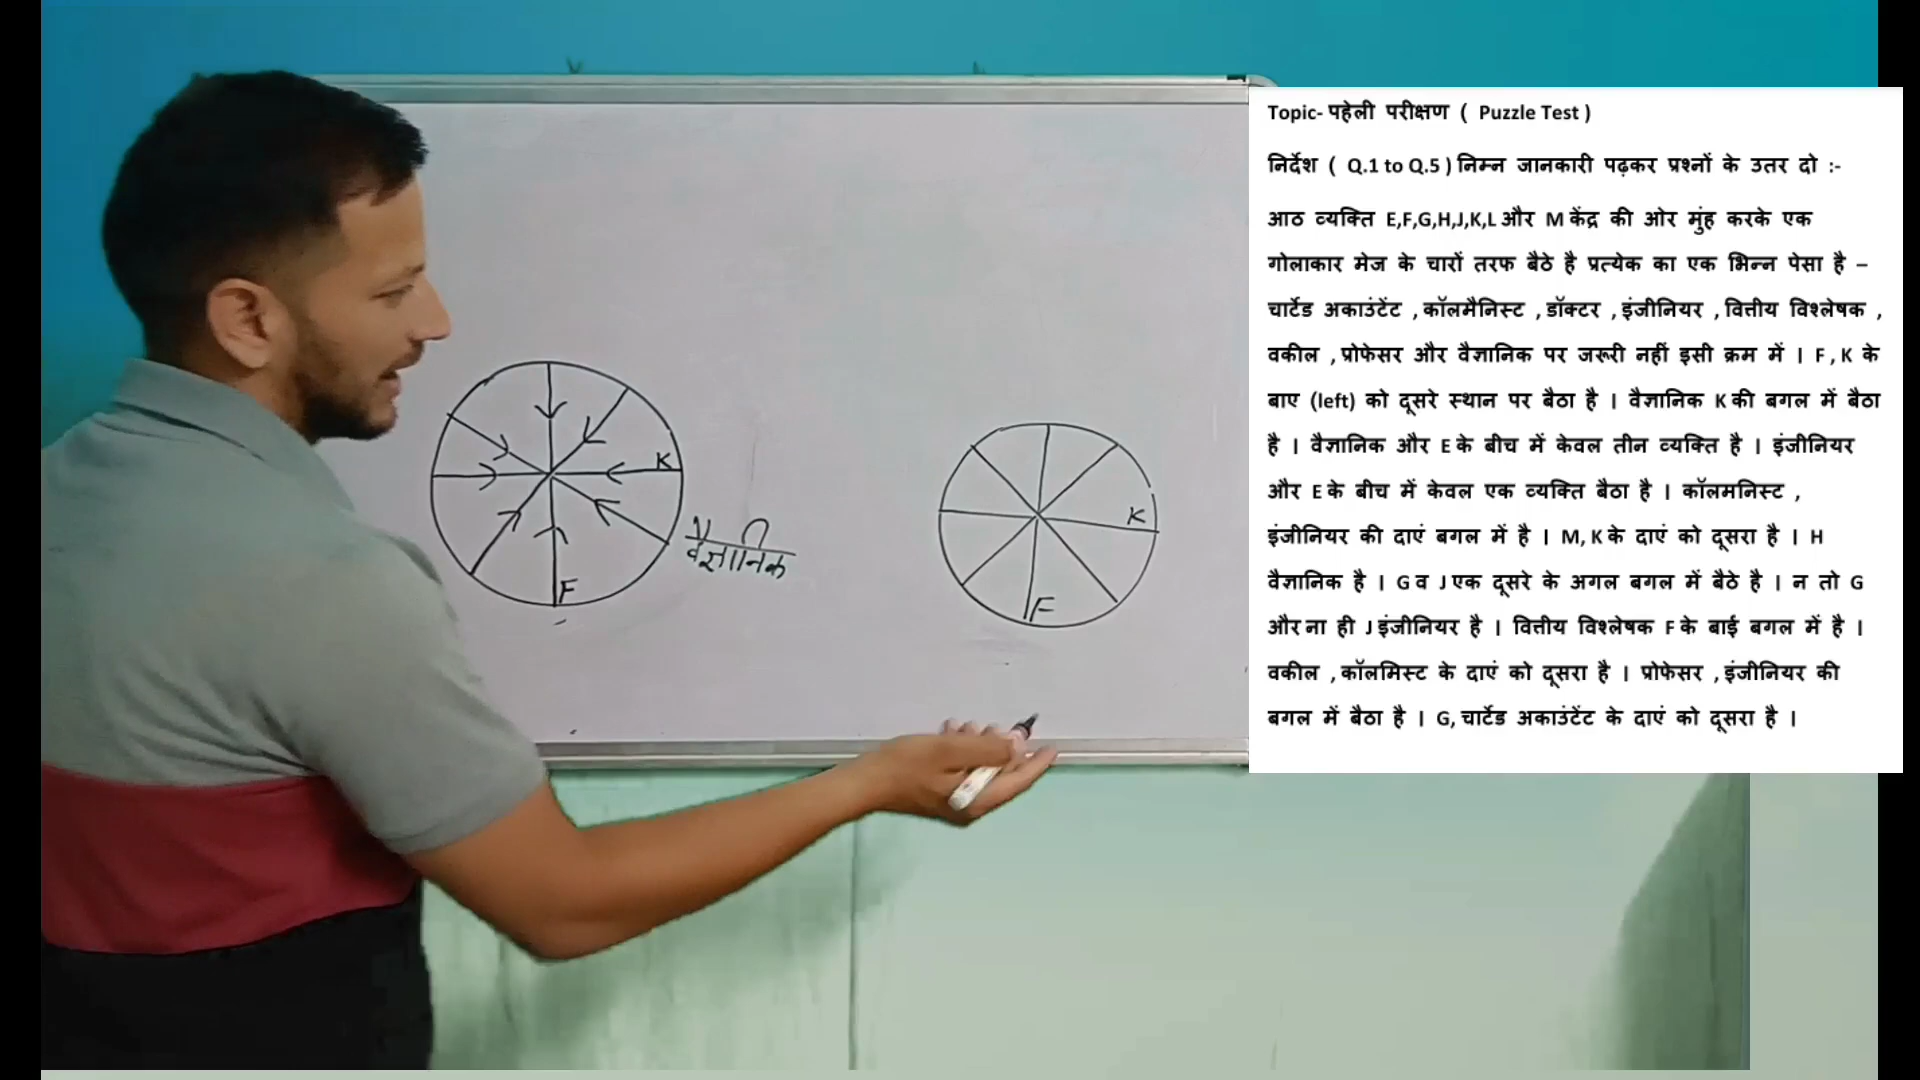 Topic- पहेली परीक्षण ( Puzzle Test )
निर्देश ( Q.1 to Q.5 ) निम्न जानकारी पढ़कर प्रश्नों के उतर दो :-
आठ व्यक्ति E,F,G,H,J,K,L और M केंद्र की ओर मुंह करके एक
गोलाकार मेज के चारों तरफ बैठे है प्रत्येक का एक भिन्न पेसा है –
चार्टेड अकाउंटेंट , कॉलमैनिस्ट , डॉक्टर , इंजीनियर , वित्तीय विश्लेषक ,
वकील , प्रोफेसर और वैज्ञानिक पर जरूरी नहीं इसी क्रम में । F , K के
बाए (left) को दूसरे स्थान पर बैठा है । वैज्ञानिक K की बगल में बैठा
है । वैज्ञानिक और E के बीच में केवल तीन व्यक्ति है । इंजीनियर
और E के बीच में केवल एक व्यक्ति बैठा है । कॉलमनिस्ट ,
इंजीनियर की दाएं बगल में है । M, K के दाएं को दूसरा है । H
वैज्ञानिक है । G व J एक दूसरे के अगल बगल में बैठे है । न तो G
और ना ही J इंजीनियर है । वित्तीय विश्लेषक F के बाई बगल में है ।
वकील , कॉलमिस्ट के दाएं को दूसरा है । प्रोफेसर , इंजीनियर की
बगल में बैठा है । G, चार्टेड अकाउंटेंट के दाएं को दूसरा है ।
K
वैज्ञानिक
F
K
F